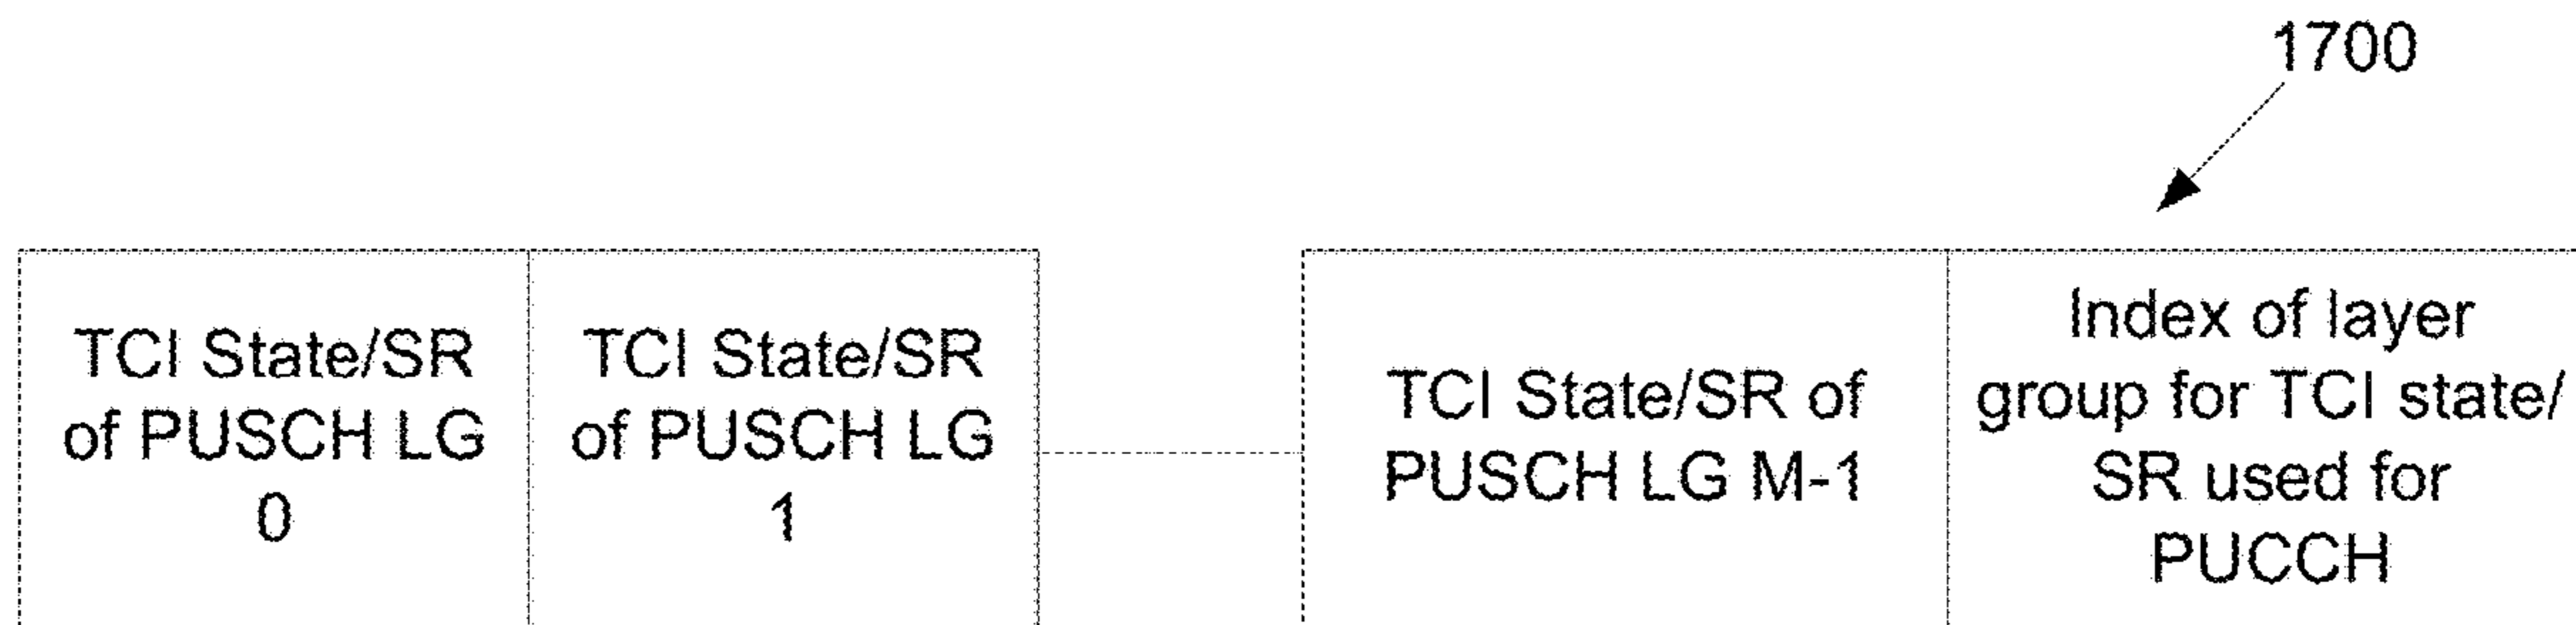 1700
TCI State/SR
of PUSCH LG
0
TCI State/SR
of PUSCH LG
1
TCI State/SR of
PUSCH LG M-1
Index of layer
group for TCI state/
SR used for
PUCCH